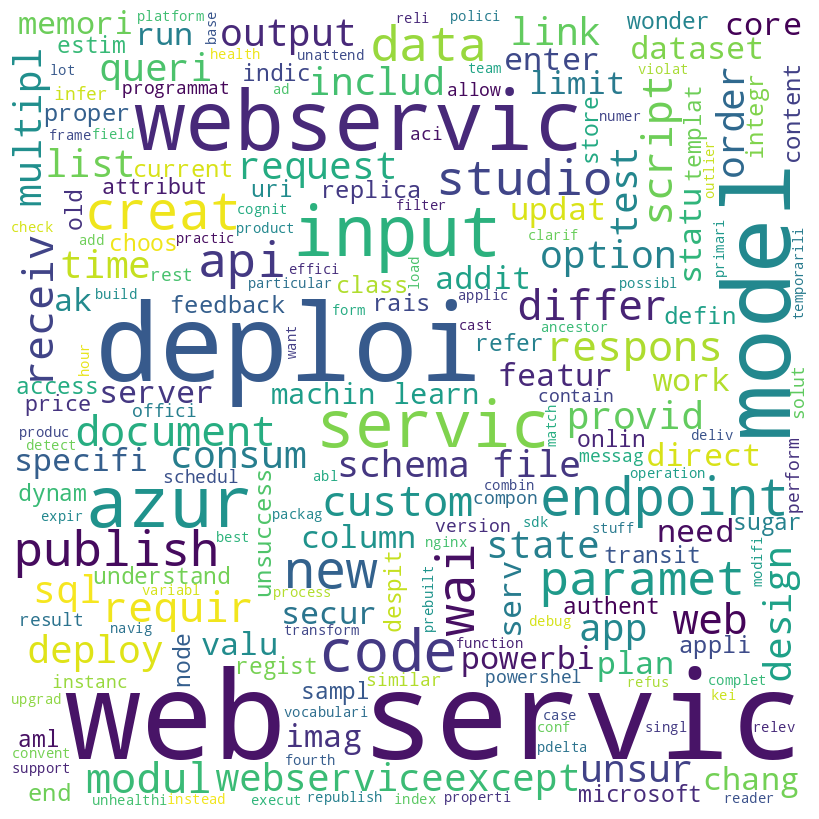 memori
platform
run
base
output
reli
data
polici
link
wonder
core
estim
health
unattend
team
enter
dataset
lot
queri
indic
includ
ad
allow
limit
violat
infer
programmat
multipl
proper
frame
field
webservic
aci
store
numer
order
content
integr
templat
outlier
list
current
request
studio
script
test
statu
model
attribut
uri
replica
filter
updat
old
creat
cognit
input
clarif
check
choos
practic
product
api
option
primari
temporarili
receiv
add
time
rest
effici
class
load
addit
possibl
ak
build
particular
form
applic
differ
defin
deploi
feedback
want
rais
cast
ancestor
hour
refer
respons
access
server
machin learn
featur
work
solut
price
offici
contain
provid
produc
document
servic
match
onlin
deliv
detect
consum
schema file
messag
direct
specifi
schedul
abl
combin
operation
perform
dynam
azur
unsuccess
packag
custom
compon
endpoint
expir
column
version
sdk
stuff
need
sugar
publish
best
nginx
state
transit
modifi
understand
new
despit
wai
paramet
sql
variabl
process
prebuilt
serv
design
result
requir
secur
authent
debug
app
web
navig
transform
code
function
appli
deploy
node
valu
powerbi
plan
instanc
regist
similar
powershel
refus
complet
upgrad
sampl
kei
web servic
vocabulari
case
conf
singl
relev
aml
imag
pdelta
convent
fourth
support
modul
webserviceexcept
unsur
chang
end
properti
microsoft
reader
unhealthi
instead
execut
republish
index